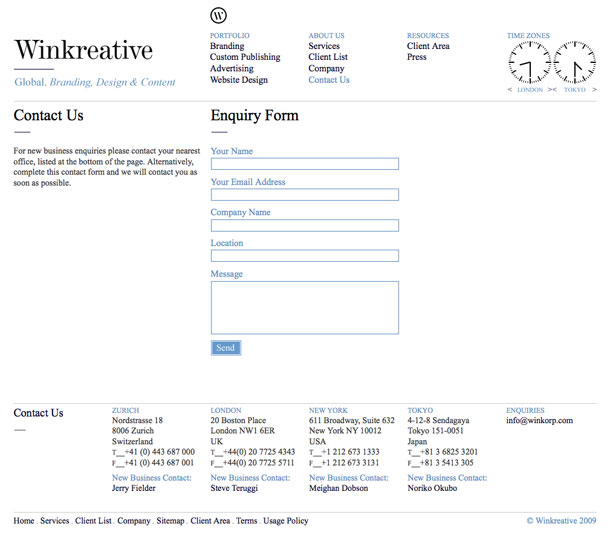 W
Winkreative
Global. Branding, Design & Content
PORTFOLIO
Branding
Custom Publishing
Advertising
Website Design
ABOUT US
Services
Client List
Company
Contact Us
RESOURCES
Client Area
Press
TIME ZONES
< LONDON >
< TOKYO >
Contact Us
For new business enquiries please contact your nearest
office, listed at the bottom of the page. Alternatively,
complete this contact form and we will contact you as
soon as possible.
Enquiry Form
Your Name
Your Email Address
Company Name
Location
Message
Send
Contact Us
ZURICH
Nordstrasse 18
8006 Zurich
Switzerland
T__+41 (0) 443 687 000
F__+41 (0) 443 687 001
New Business Contact:
Jerry Fielder
LONDON
20 Boston Place
London NW1 6ER
UK
T__+44(0) 20 7725 4343
F__+44(0) 20 7725 5711
New Business Contact:
Steve Teruggi
NEW YORK
611 Broadway, Suite 632
New York NY 10012
USA
T__+1 212 673 1333
F__+1 212 673 3131
New Business Contact:
Meighan Dobson
TOKYO
4-12-8 Sendagaya
Tokyo 151-0051
Japan
T__+81 3 6825 3201
F__+81 3 5413 305
New Business Contact:
Noriko Okubo
ENQUIRIES
info@winkorp.com
Home . Services . Client List . Company . Sitemap . Client Area . Terms . Usage Policy
© Winkreative 2009